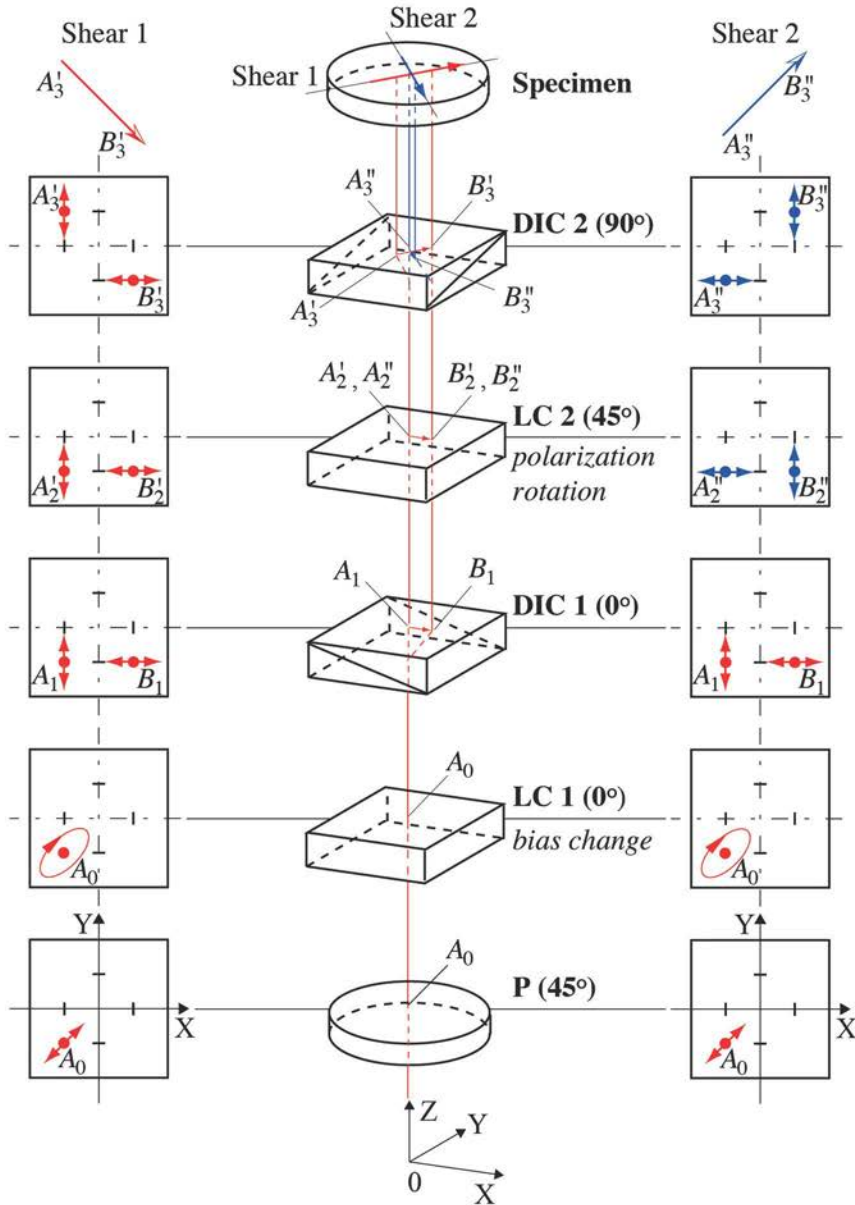 Shear 1
Shear 2
Shear 2
A'₃
Shear 1
B''₃
Specimen
B'₃
A''₃
A'₃
A''₃
B'₃
B''₃
DIC 2 (90°)
B'₃
A'₃
B''₃
A''₃
A'₂, A''₂
B'₂, B''₂
LC 2 (45°)
polarization
rotation
A'₂
B'₂
A''₂
B''₂
A₁
B₁
DIC 1 (0°)
A₁
B₁
A₁
B₁
A₀
LC 1 (0°)
bias change
A₀'
A₀'
Y
Y
A₀
P (45°)
X
X
A₀
A₀
Z
Y
0
X